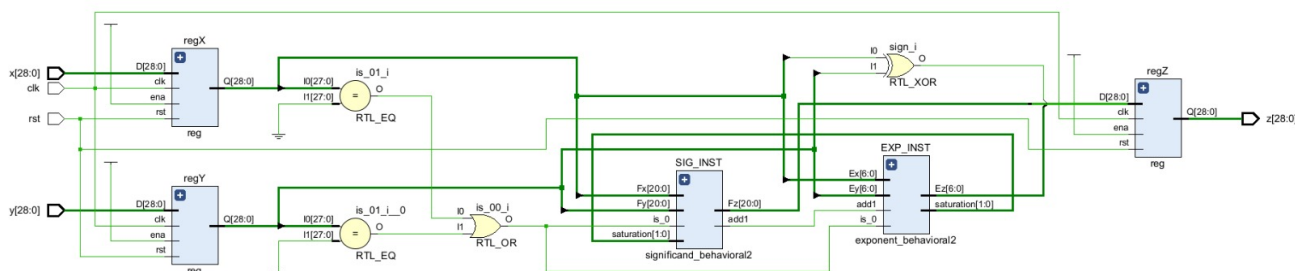 regX
x[28:0]
clk
rst
D[28:0]
clk
ena
rst
Q[28:0]
reg
is_01_i
I0[27:0]
I1[27:0]
O
=
RTL_EQ
sign_i
I0
I1
O
RTL_XOR
regZ
D[28:0]
clk
ena
rst
Q[28:0]
reg
z[28:0]
regY
y[28:0]
D[28:0]
clk
ena
rst
Q[28:0]
reg
is_01_i__0
I0[27:0]
I1[27:0]
O
=
RTL_EQ
is_00_i
I0
I1
O
RTL_OR
SIG_INST
Fx[20:0]
Fy[20:0]
is_0
saturation[1:0]
Fz[20:0]
add1
significand_behavioral2
EXP_INST
Ex[6:0]
Ey[6:0]
add1
is_0
Ez[6:0]
saturation[1:0]
exponent_behavioral2